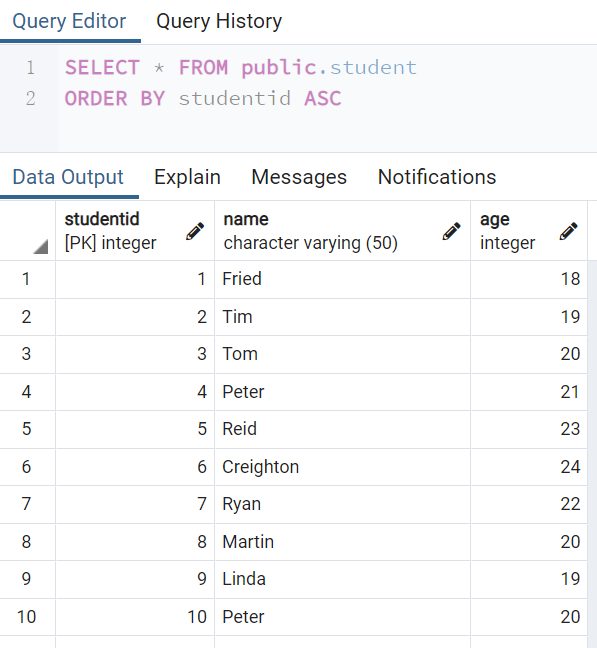 Query Editor Query History
1 SELECT * FROM public.student
2 ORDER BY studentid ASC
Data Output Explain Messages Notifications
studentid name age
[PK] integer character varying (50) integer
1 1 Fried 18
2 2 Tim 19
3 3 Tom 20
4 4 Peter 21
5 5 Reid 23
6 6 Creighton 24
7 7 Ryan 22
8 8 Martin 20
9 9 Linda 19
10 10 Peter 20